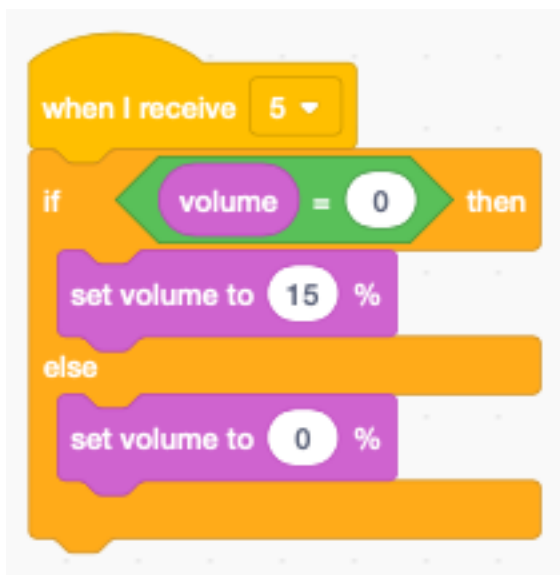 when I receive 5
if volume = 0 then
set volume to 15 %
else
set volume to 0 %